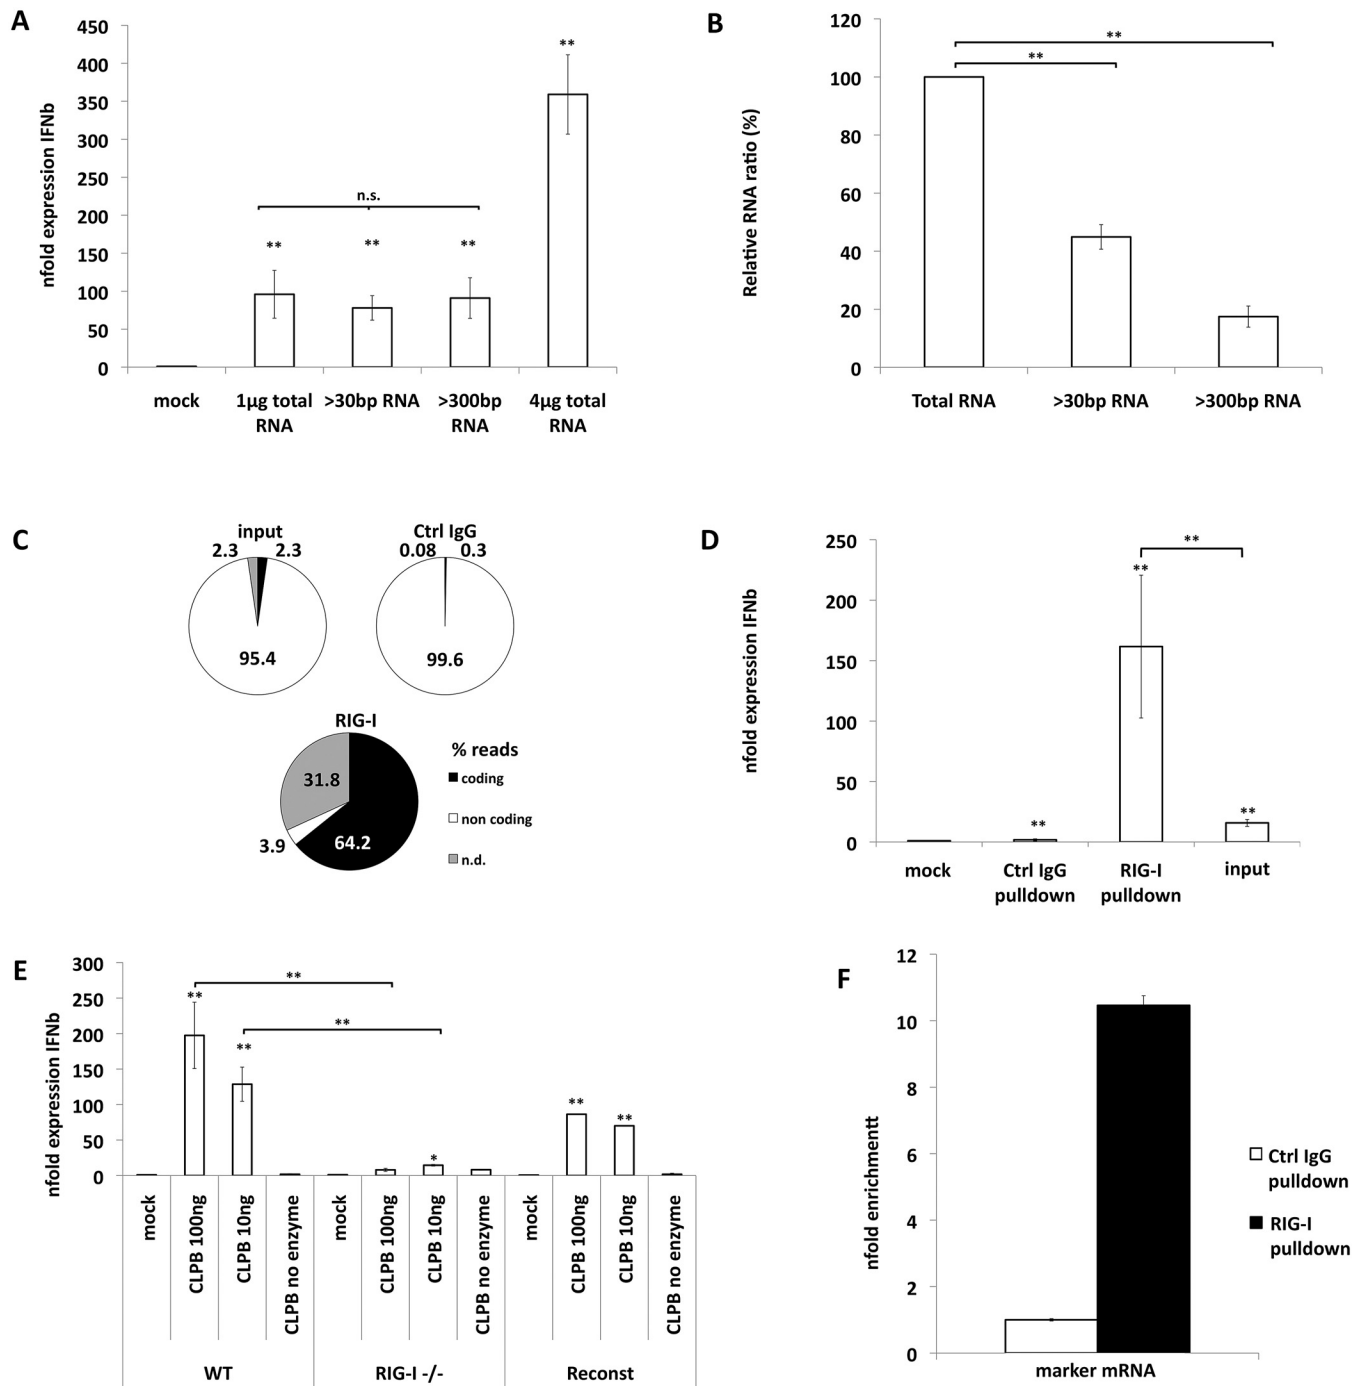 A
nfold expression IFNb
450
400
350
300
250
200
150
100
50
0
**
n.s.
**
**
**
mock
1µg total
RNA
>30bp RNA
>300bp
RNA
4µg total
RNA
B
Relative RNA ratio (%)
120
100
80
60
40
20
0
**
**
Total RNA
>30bp RNA
>300bp RNA
C
input
2.3
2.3
95.4
Ctrl IgG
0.08
0.3
99.6
RIG-I
31.8
3.9
64.2
% reads
coding
non coding
n.d.
D
nfold expression IFNb
250
200
150
100
50
0
**
**
**
**
mock
Ctrl IgG
pulldown
RIG-I
pulldown
input
E
nfold expression IFNb
300
250
200
150
100
50
0
**
**
**
**
*
**
**
mock
CLPB 100ng
CLPB 10ng
CLPB no enzyme
mock
CLPB 100ng
CLPB 10ng
CLPB no enzyme
mock
CLPB 100ng
CLPB 10ng
CLPB no enzyme
WT
RIG-I -/-
Reconst
F
nfold enrichmentt
12
10
8
6
4
2
0
marker mRNA
Ctrl IgG
pulldown
RIG-I
pulldown